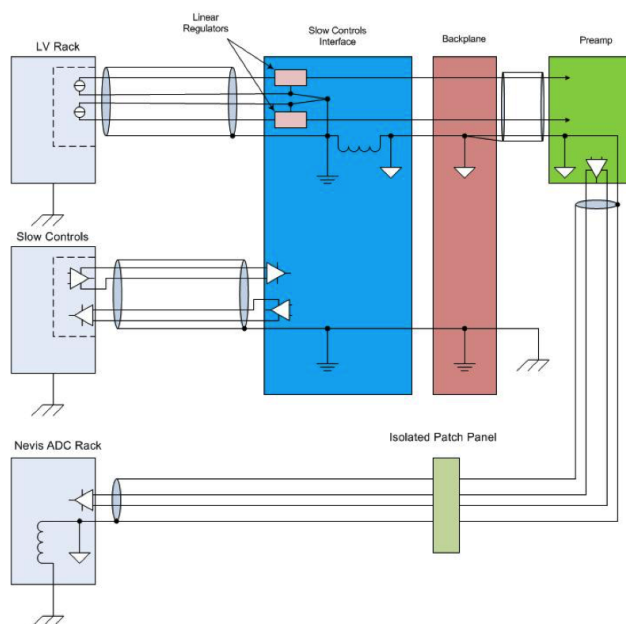 Linear
Regulators
LV Rack
Slow Controls
Interface
Backplane
Preamp
Slow Controls
Nevis ADC Rack
Isolated Patch Panel